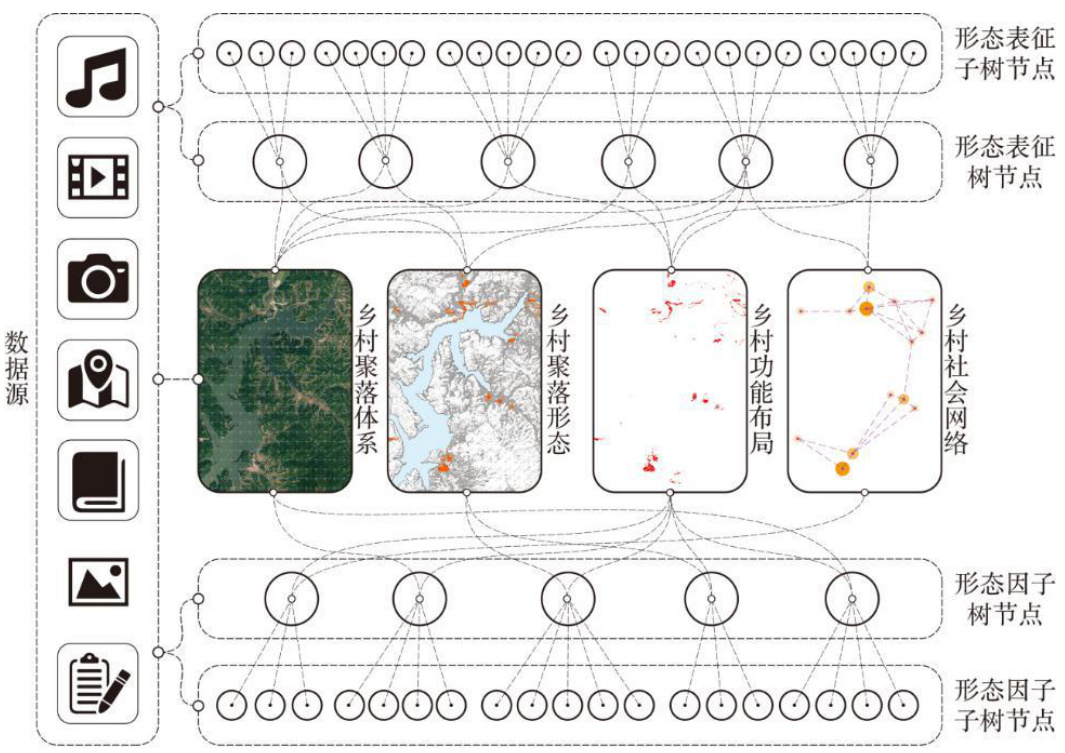 形态表征
子树节点
形态表征
树节点
数据源
乡村聚落体系
乡村聚落形态
乡村功能布局
乡村社会网络
形态因子
树节点
形态因子
子树节点